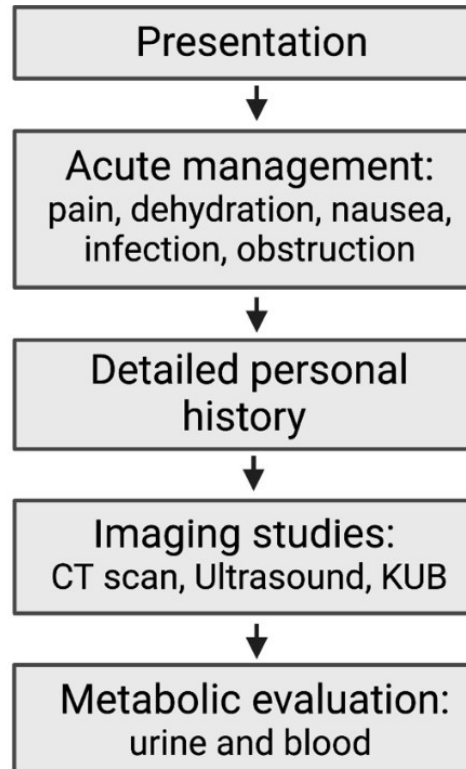 Presentation
Acute management:
pain, dehydration, nausea,
infection, obstruction
Detailed personal
history
Imaging studies:
CT scan, Ultrasound, KUB
Metabolic evaluation:
urine and blood